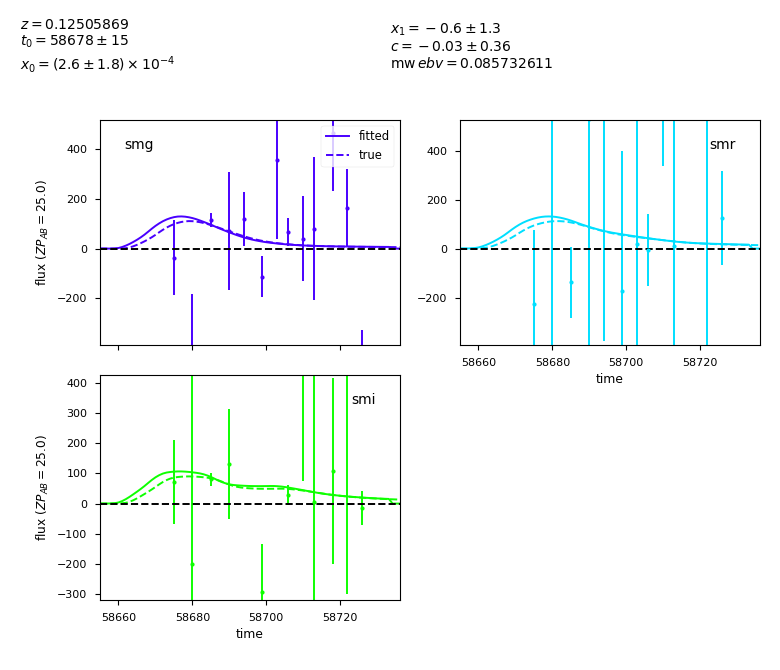 z = 0.12505869
t₀ = 58678 ± 15
x₀ = (2.6 ± 1.8) × 10⁻⁴
x₁ = −0.6 ± 1.3
c = −0.03 ± 0.36
mw ebv = 0.085732611
smg
fitted
true
400
200
0
−200
flux (ZP_AB = 25.0)
smr
400
200
0
−200
58660 58680 58700 58720
time
smi
400
300
200
100
0
−100
−200
−300
flux (ZP_AB = 25.0)
58660 58680 58700 58720
time